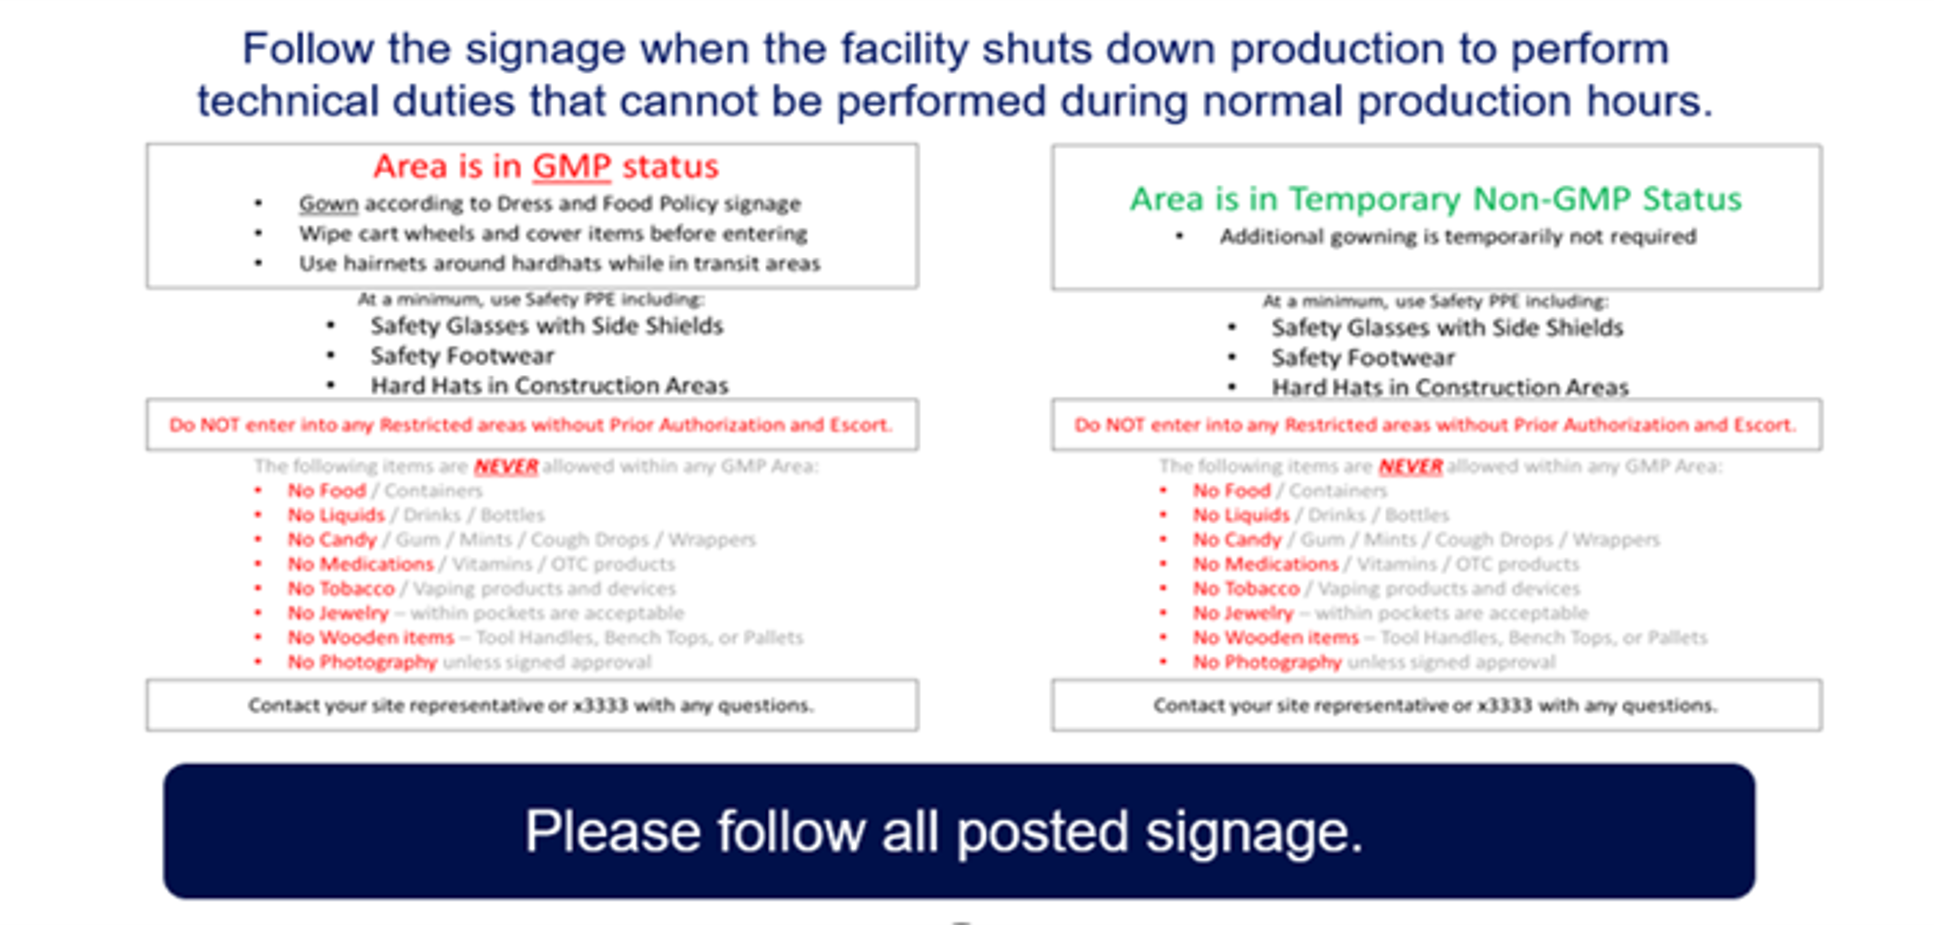 Follow the signage when the facility shuts down production to perform
technical duties that cannot be performed during normal production hours.
Area is in GMP status
• Gown according to Dress and Food Policy signage
• Wipe cart wheels and cover items before entering
• Use hairnets around hardhats while in transit areas
At a minimum, use Safety PPE including:
• Safety Glasses with Side Shields
• Safety Footwear
• Hard Hats in Construction Areas
Do NOT enter into any Restricted areas without Prior Authorization and Escort.
The following items are NEVER allowed within any GMP Area:
• No Food / Containers
• No Liquids / Drinks / Bottles
• No Candy / Gum / Mints / Cough Drops / Wrappers
• No Medications / Vitamins / OTC products
• No Tobacco / Vaping products and devices
• No Jewelry – within pockets are acceptable
• No Wooden items – Tool Handles, Bench Tops, or Pallets
• No Photography unless signed approval
Contact your site representative or x3333 with any questions.
Area is in Temporary Non-GMP Status
• Additional gowning is temporarily not required
At a minimum, use Safety PPE including:
• Safety Glasses with Side Shields
• Safety Footwear
• Hard Hats in Construction Areas
Do NOT enter into any Restricted areas without Prior Authorization and Escort.
The following items are NEVER allowed within any GMP Area:
• No Food / Containers
• No Liquids / Drinks / Bottles
• No Candy / Gum / Mints / Cough Drops / Wrappers
• No Medications / Vitamins / OTC products
• No Tobacco / Vaping products and devices
• No Jewelry – within pockets are acceptable
• No Wooden items – Tool Handles, Bench Tops, or Pallets
• No Photography unless signed approval
Contact your site representative or x3333 with any questions.
Please follow all posted signage.